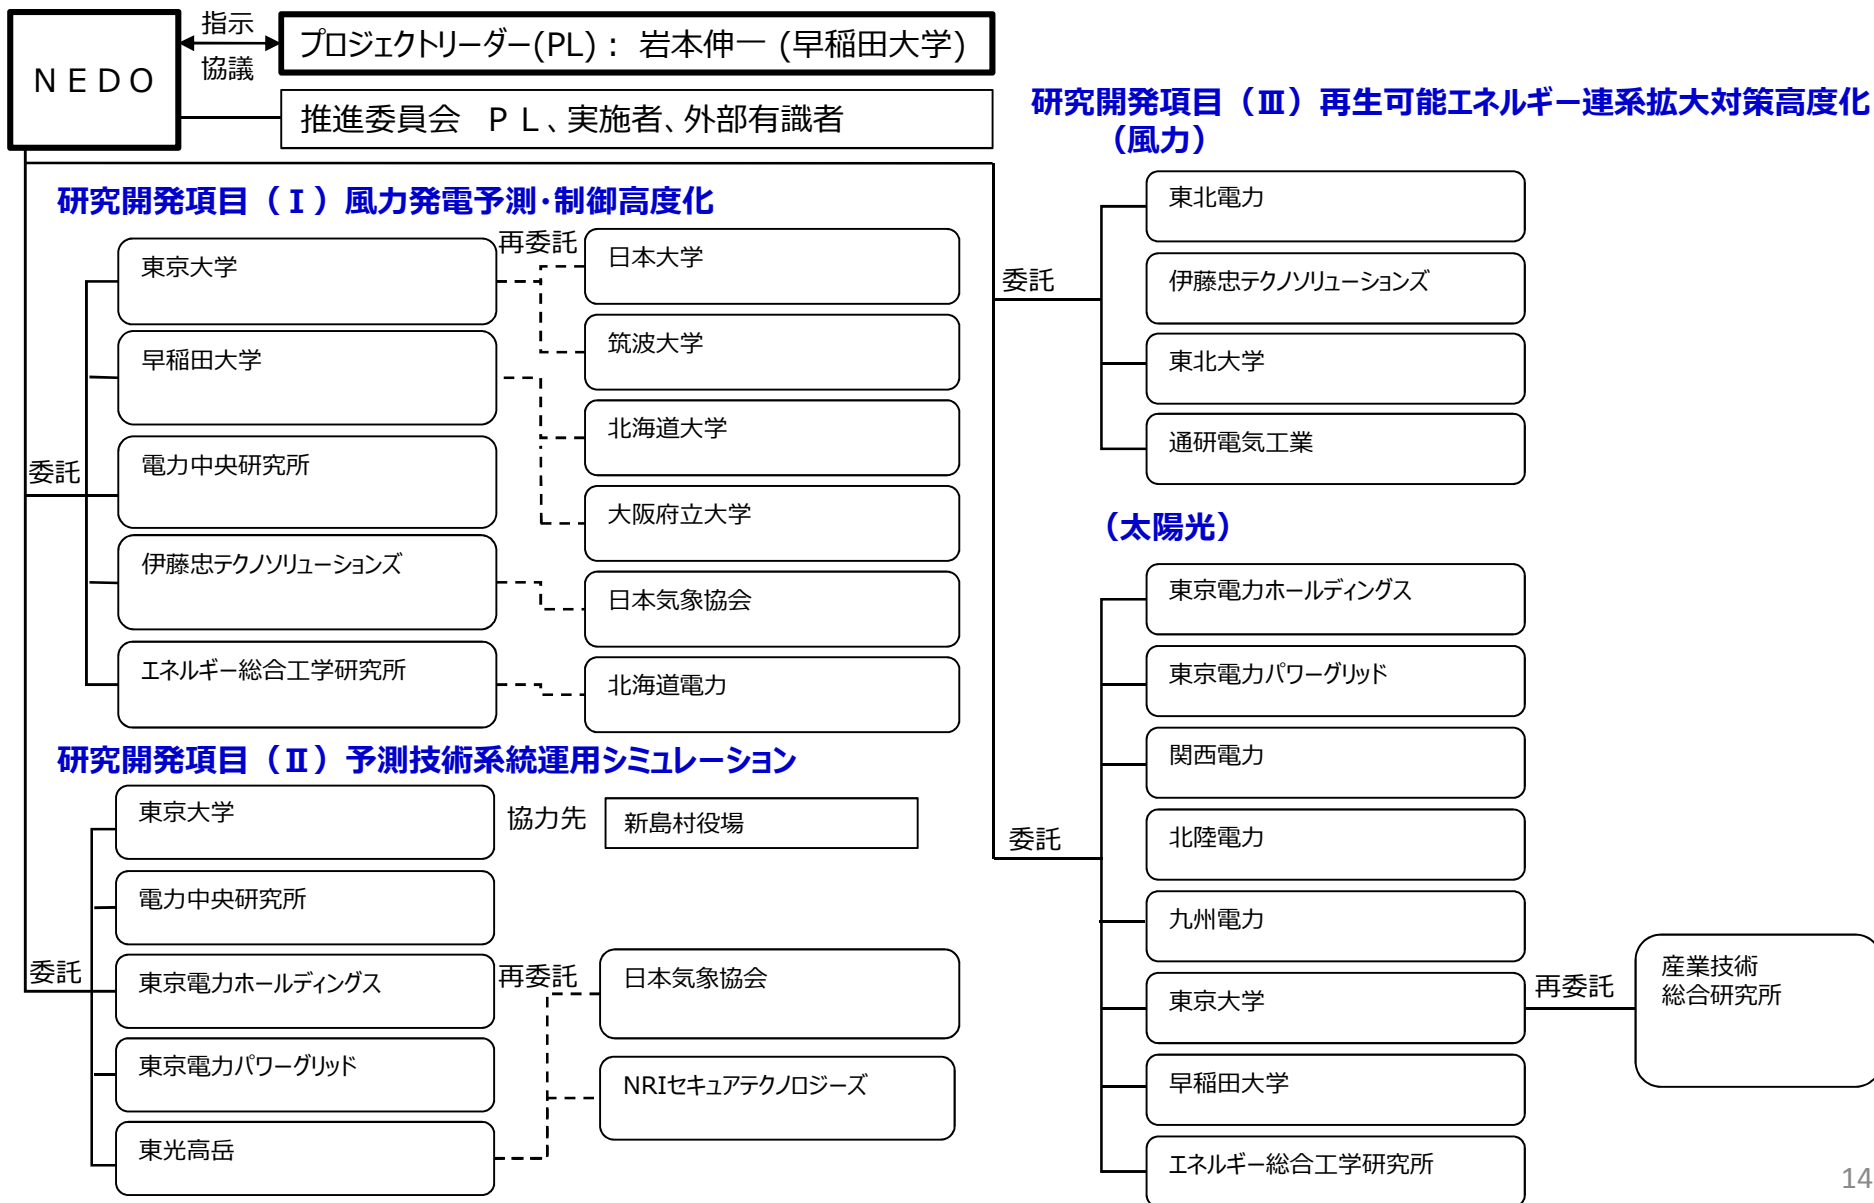 ＮＥＤＯ
指示
協議
プロジェクトリーダー(PL)： 岩本伸一 (早稲田大学)
推進委員会　ＰＬ、実施者、外部有識者
研究開発項目（Ⅰ）風力発電予測･制御高度化
委託
東京大学
早稲田大学
電力中央研究所
伊藤忠テクノソリューションズ
エネルギー総合工学研究所
再委託
日本大学
筑波大学
北海道大学
大阪府立大学
日本気象協会
北海道電力
研究開発項目（Ⅱ）予測技術系統運用シミュレーション
委託
東京大学
電力中央研究所
東京電力ホールディングス
東京電力パワーグリッド
東光高岳
協力先
新島村役場
再委託
日本気象協会
NRIセキュアテクノロジーズ
研究開発項目（Ⅲ）再生可能エネルギー連系拡大対策高度化
（風力）
委託
東北電力
伊藤忠テクノソリューションズ
東北大学
通研電気工業
（太陽光）
委託
東京電力ホールディングス
東京電力パワーグリッド
関西電力
北陸電力
九州電力
東京大学
早稲田大学
エネルギー総合工学研究所
再委託
産業技術
総合研究所
14